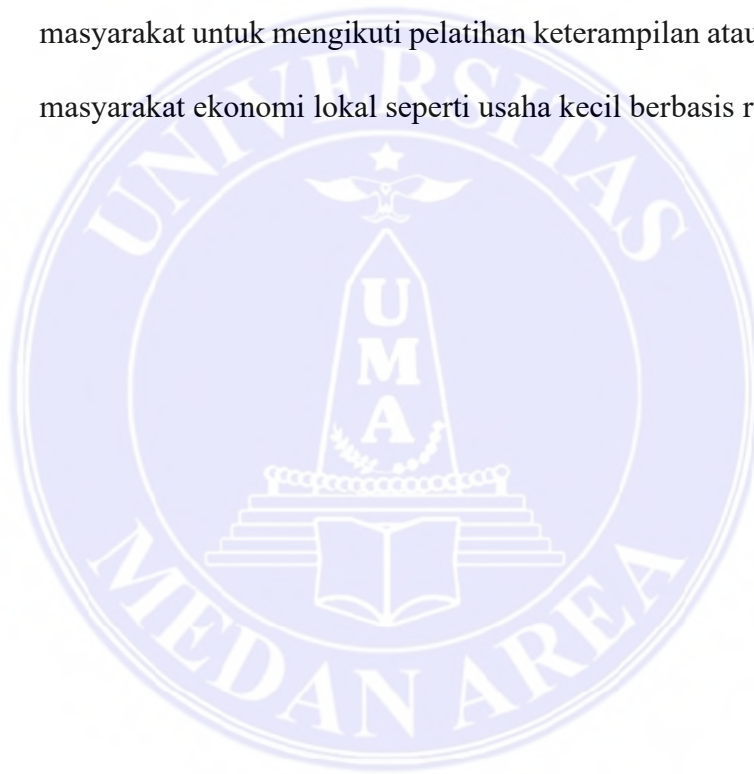 masyarakat untuk mengikuti pelatihan keterampilan atau
masyarakat ekonomi lokal seperti usaha kecil berbasis r
UNIVERSITAS
UMA
MEDAN AREA